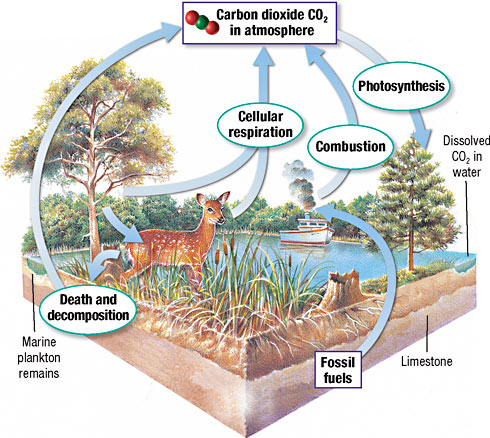 Carbon dioxide CO₂
in atmosphere
Photosynthesis
Cellular
respiration
Combustion
Dissolved
CO₂ in
water
Death and
decomposition
Marine
plankton
remains
Fossil
fuels
Limestone